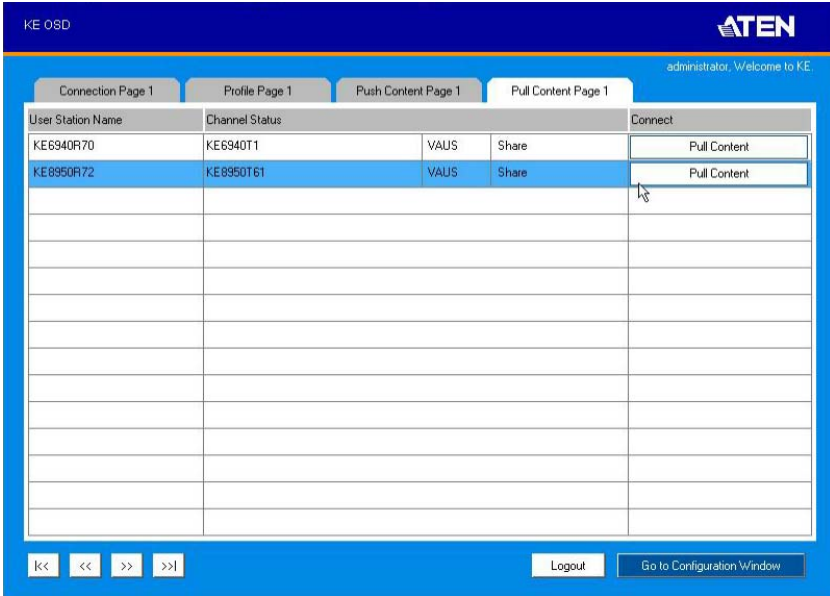 KE OSD
ATEN
administrator, Welcome to KE.
Connection Page 1 Profile Page 1 Push Content Page 1 Pull Content Page 1
User Station Name Channel Status Connect
KE6940R70 KE6940T1 VAUS Share Pull Content
KE8950R72 KE8950T61 VAUS Share Pull Content
|<< << >> >>| Logout Go to Configuration Window